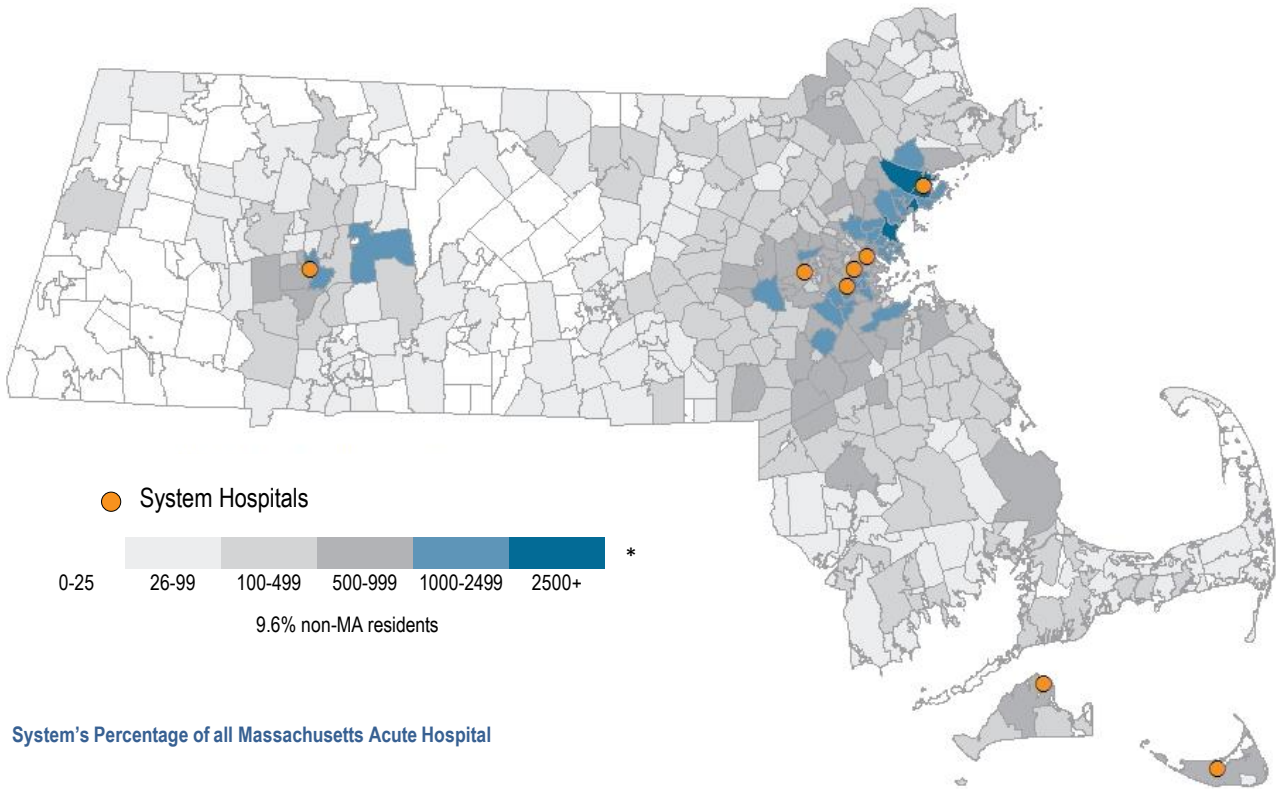 System Hospitals
*
0-25 26-99 100-499 500-999 1000-2499 2500+
9.6% non-MA residents
System's Percentage of all Massachusetts Acute Hospital